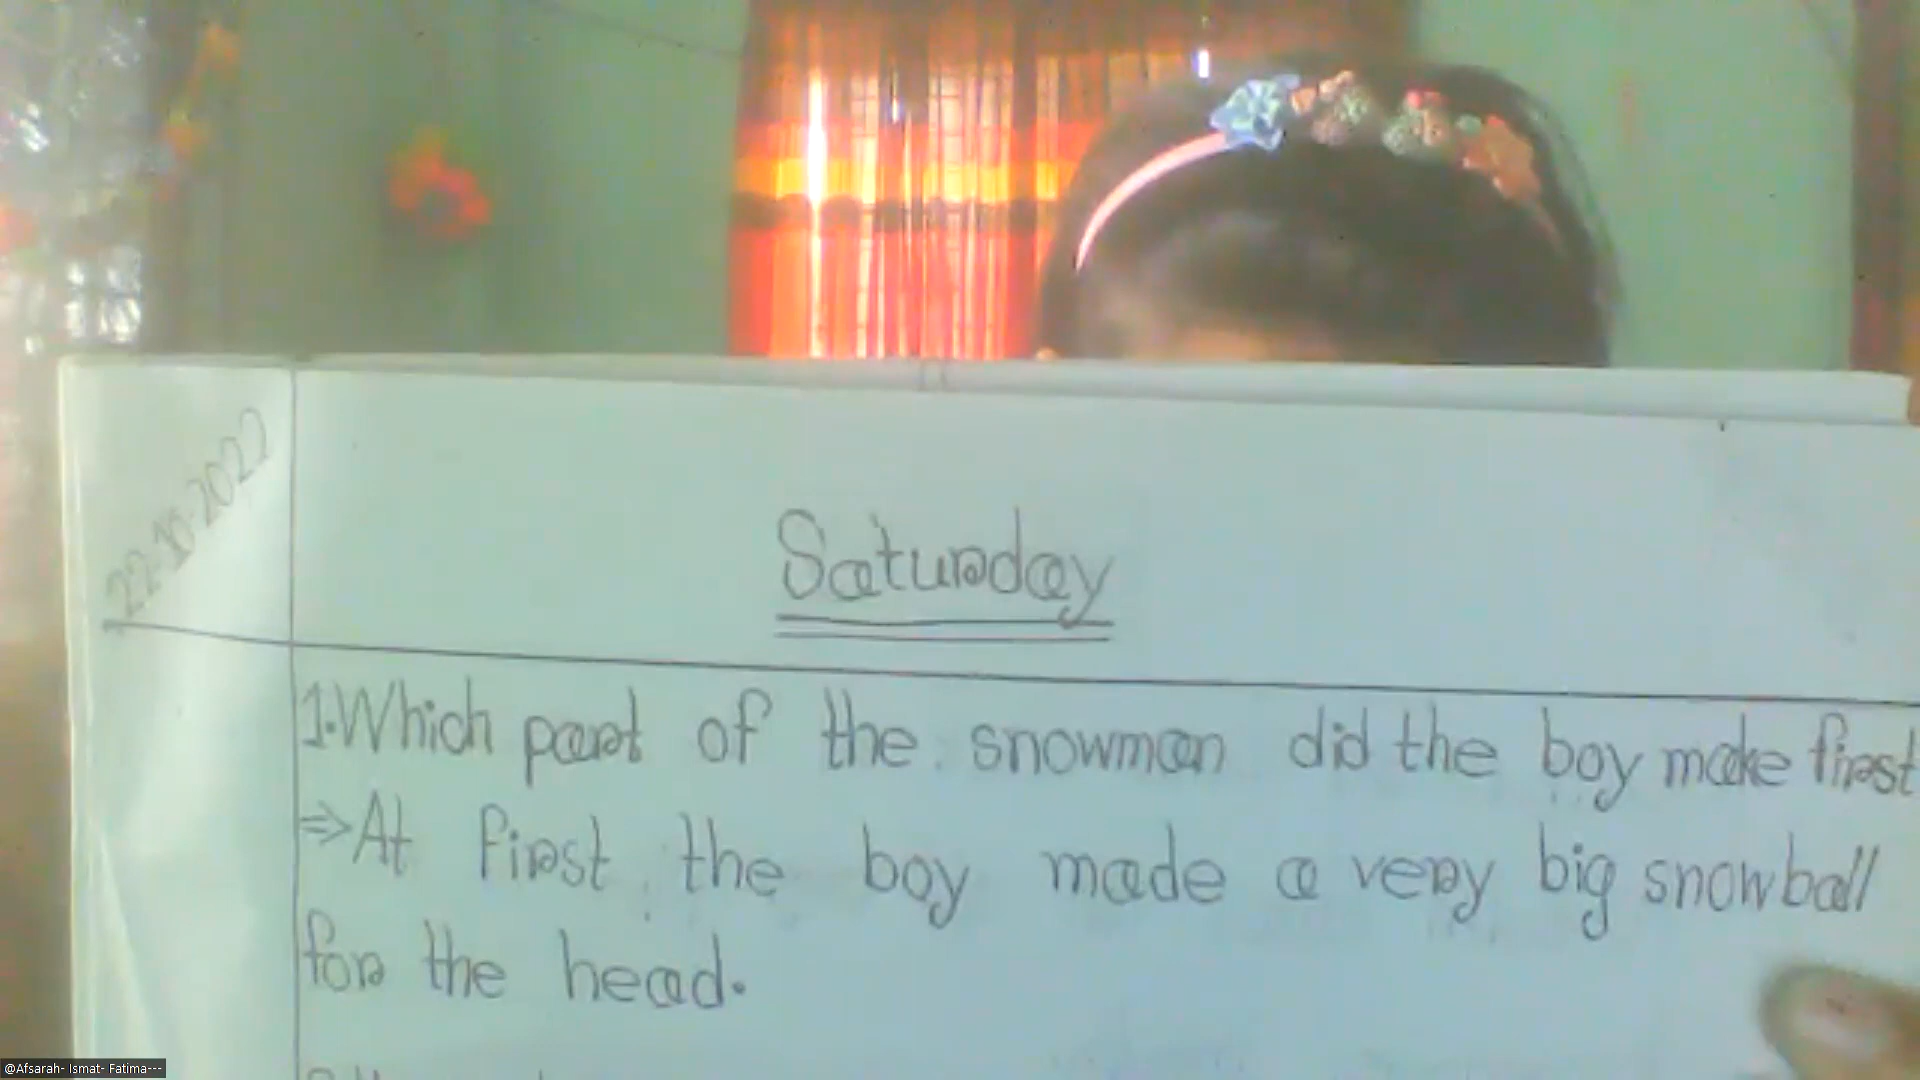 22-10-2022
Saturday
1.Which part of the snowman did the boy make first
⇒At first the boy made a very big snowball
for the head.
@Afsarah- Ismat- Fatima---